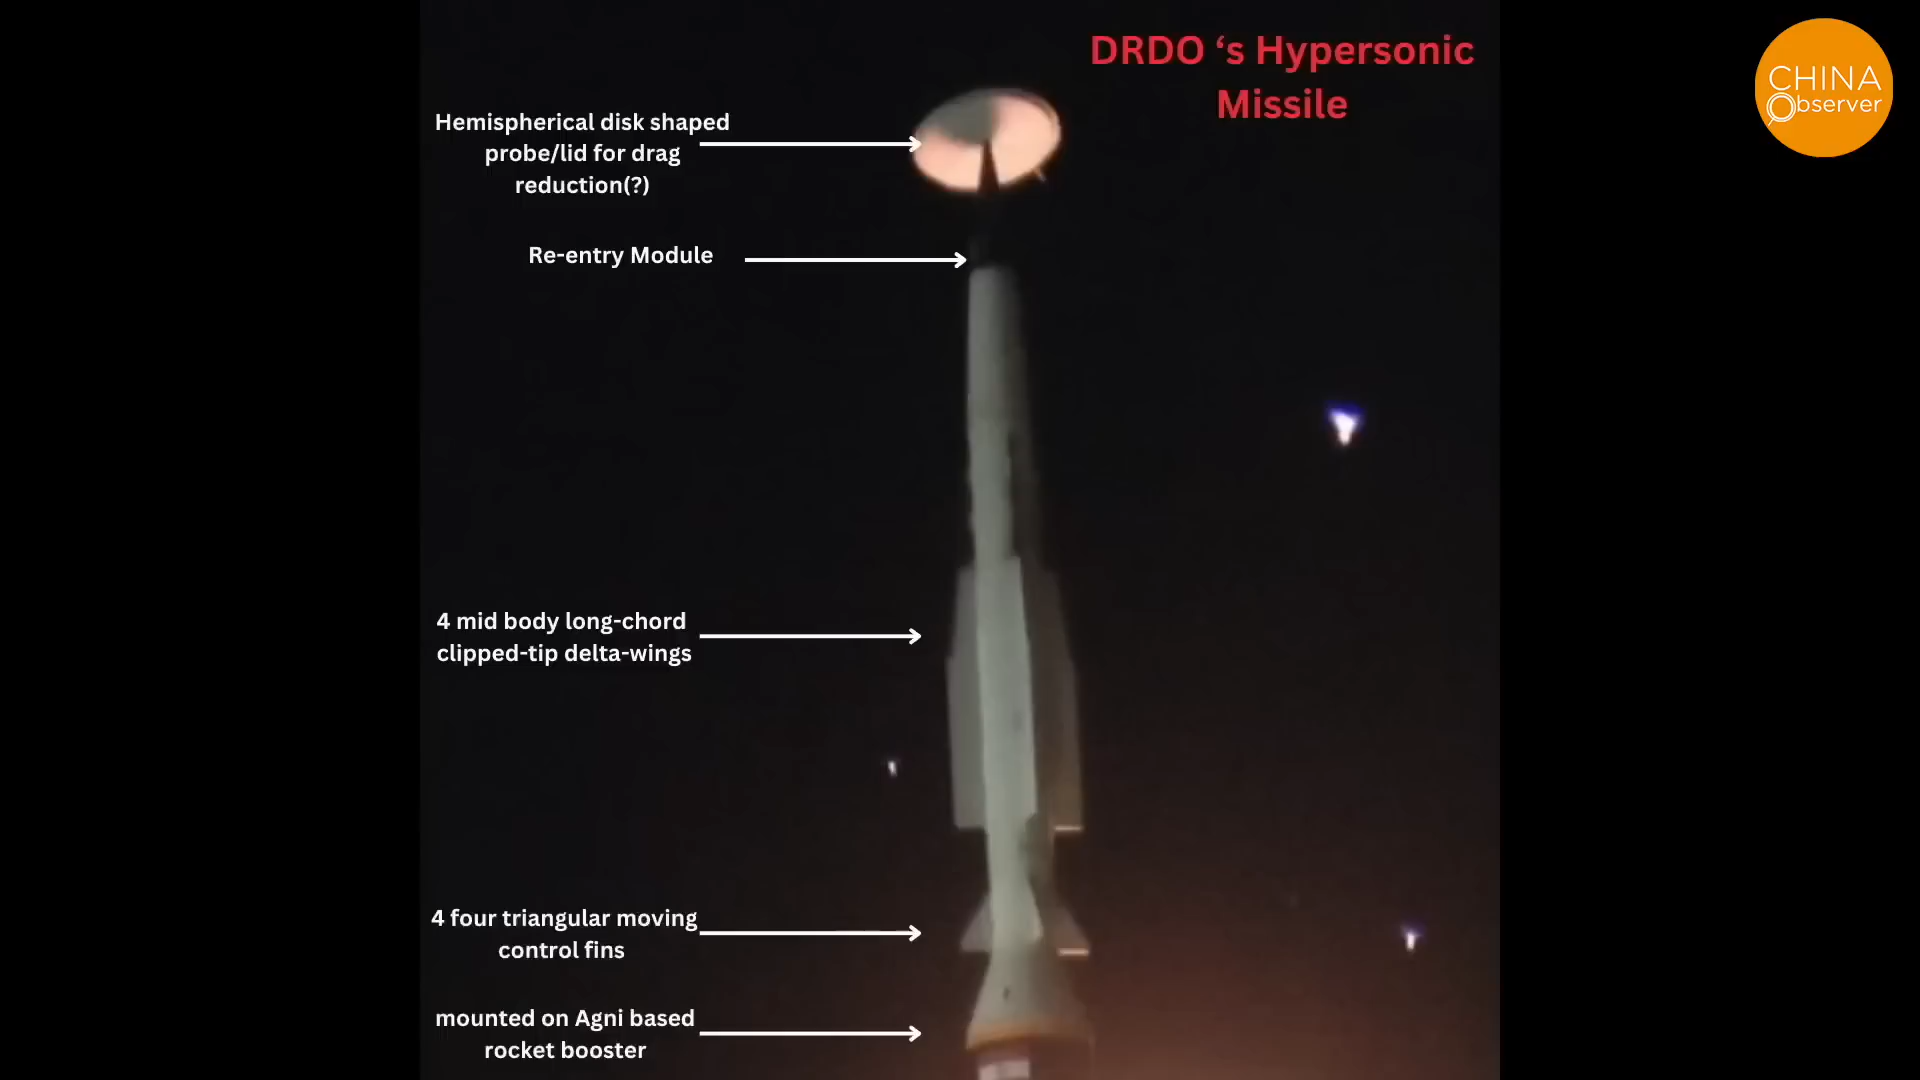 DRDO ‘s Hypersonic
Missile
CHINA
Observer
Hemispherical disk shaped
probe/lid for drag
reduction(?)
Re-entry Module
4 mid body long-chord
clipped-tip delta-wings
4 four triangular moving
control fins
mounted on Agni based
rocket booster